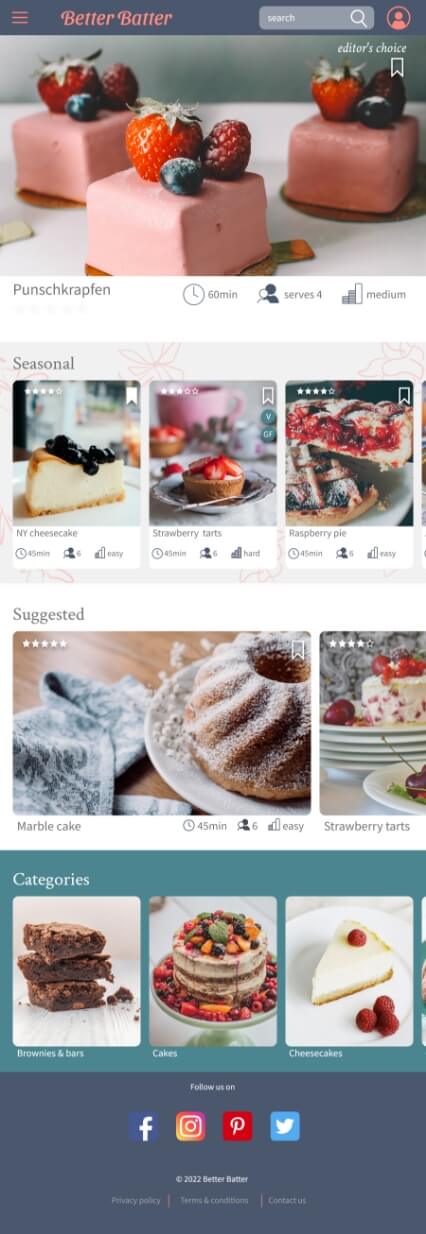 Better Batter
search
editor's choice
Punschkrapfen
60min
serves 4
medium
Seasonal
V
GF
NY cheesecake
Strawberry tarts
Raspberry pie
45min 6 easy
45min 6 hard
45min 6 easy
Suggested
Marble cake
45min 6 easy
Strawberry tarts
Categories
Brownies & bars
Cakes
Cheesecakes
Follow us on
© 2022 Better Batter
Privacy policy | Terms & conditions | Contact us